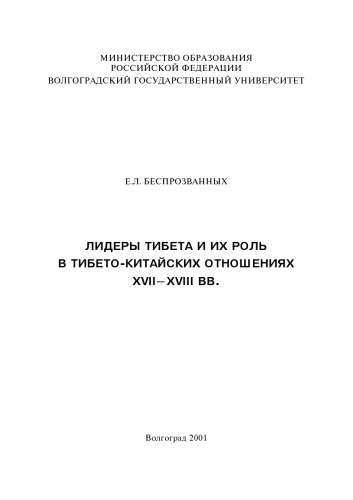 МИНИСТЕРСТВО ОБРАЗОВАНИЯ
РОССИЙСКОЙ ФЕДЕРАЦИИ
ВОЛГОГРАДСКИЙ ГОСУДАРСТВЕННЫЙ УНИВЕРСИТЕТ
Е.Л. БЕСПРОЗВАННЫХ
ЛИДЕРЫ ТИБЕТА И ИХ РОЛЬ
В ТИБЕТО-КИТАЙСКИХ ОТНОШЕНИЯХ
XVII–XVIII ВВ.
Волгоград 2001